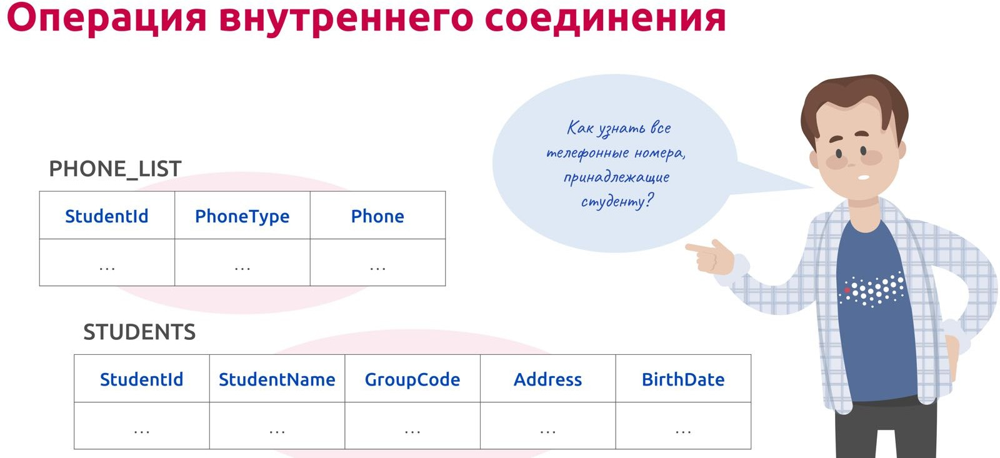 Операция внутреннего соединения
Как узнать все
телефонные номера,
принадлежащие
студенту?
PHONE_LIST
StudentId PhoneType Phone
... ... ...
STUDENTS
StudentId StudentName GroupCode Address BirthDate
... ... ... ... ...